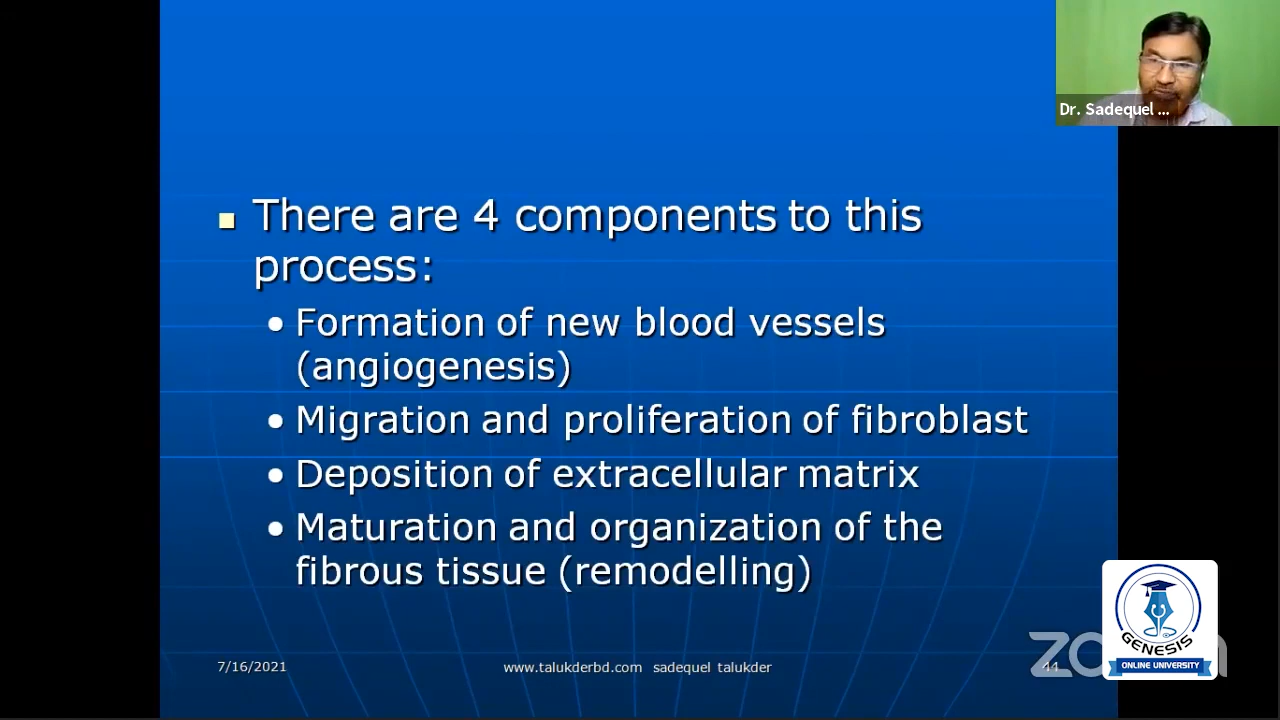 Dr. Sadequel ...
There are 4 components to this
process:
Formation of new blood vessels
(angiogenesis)
Migration and proliferation of fibroblast
Deposition of extracellular matrix
Maturation and organization of the
fibrous tissue (remodelling)
7/16/2021
www.talukderbd.com sadequel talukder
44
GENESIS
ONLINE UNIVERSITY